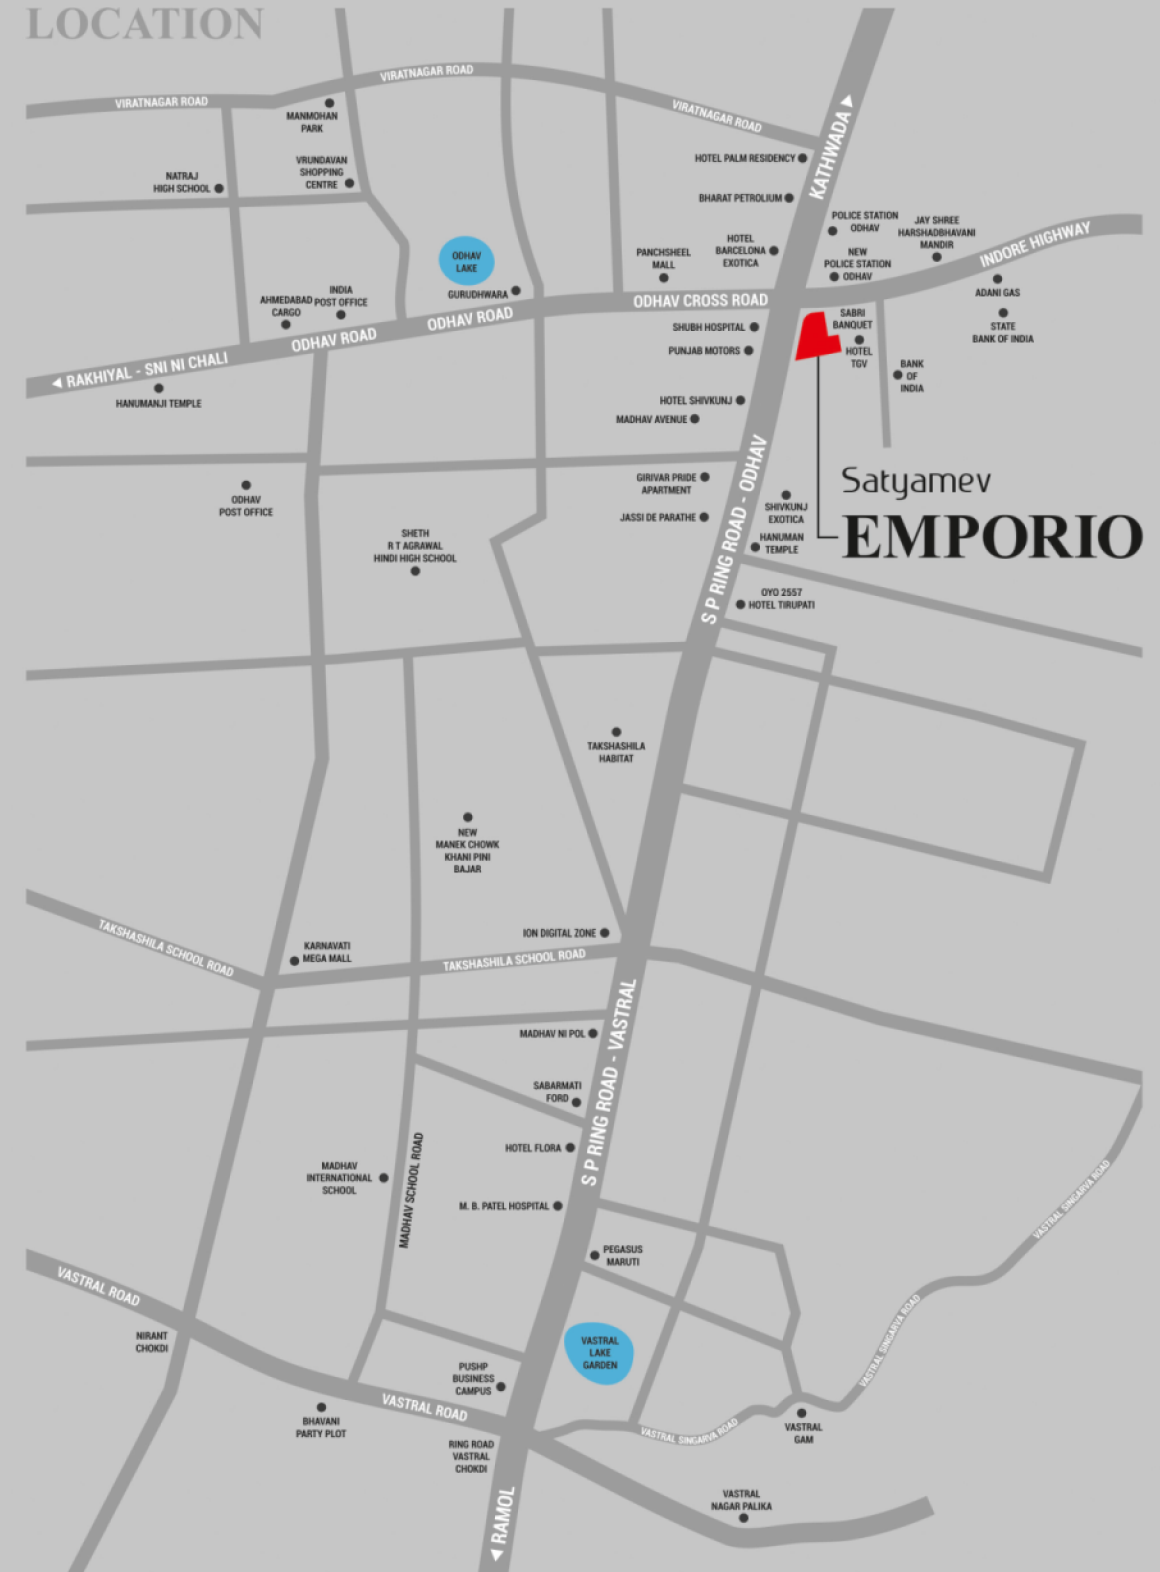 LOCATION
VIRATNAGAR ROAD
VIRATNAGAR ROAD
VIRATNAGAR ROAD
MANMOHAN
PARK
KATHWADA
VRUNDAVAN
SHOPPING
CENTRE
NATRAJ
HIGH SCHOOL
HOTEL PALM RESIDENCY
BHARAT PETROLIUM
POLICE STATION
ODHAV
JAY SHREE
HARSHADBHAVANI
MANDIR
INDORE HIGHWAY
ODHAV
LAKE
PANCHSHEEL
MALL
HOTEL
BARCELONA
EXOTICA
NEW
POLICE STATION
ODHAV
ADANI GAS
GURUDHWARA
INDIA
POST OFFICE
AHMEDABAD
CARGO
ODHAV CROSS ROAD
ODHAV ROAD
ODHAV ROAD
RAKHIYAL - SNI NI CHALI
HANUMANJI TEMPLE
SHUBH HOSPITAL
PUNJAB MOTORS
SABRI
BANQUET
HOTEL
TGV
STATE
BANK OF INDIA
BANK
OF
INDIA
HOTEL SHIVKUNJ
MADHAV AVENUE
S P RING ROAD - ODHAV
GIRIVAR PRIDE
APARTMENT
JASSI DE PARATHE
SHIVKUNJ
EXOTICA
HANUMAN
TEMPLE
Satyamev
EMPORIO
ODHAV
POST OFFICE
SHETH
R T AGRAWAL
HINDI HIGH SCHOOL
OYO 2557
HOTEL TIRUPATI
TAKSHASHILA
HABITAT
NEW
MANEK CHOWK
KHANI PINI
BAJAR
TAKSHASHILA SCHOOL ROAD
KARNAVATI
MEGA MALL
ION DIGITAL ZONE
TAKSHASHILA SCHOOL ROAD
S P RING ROAD - VASTRAL
MADHAV NI POL
SABARMATI
FORD
HOTEL FLORA
MADHAV
INTERNATIONAL
SCHOOL
MADHAV SCHOOL ROAD
M. B. PATEL HOSPITAL
PEGASUS
MARUTI
VASTRAL SINGARVA ROAD
VASTRAL ROAD
NIRANT
CHOKDI
VASTRAL
LAKE
GARDEN
VASTRAL SINGARVA ROAD
PUSHP
BUSINESS
CAMPUS
VASTRAL ROAD
BHAVANI
PARTY PLOT
VASTRAL SINGARVA ROAD
VASTRAL
GAM
RING ROAD
VASTRAL
CHOKDI
RAMOL
VASTRAL
NAGAR PALIKA